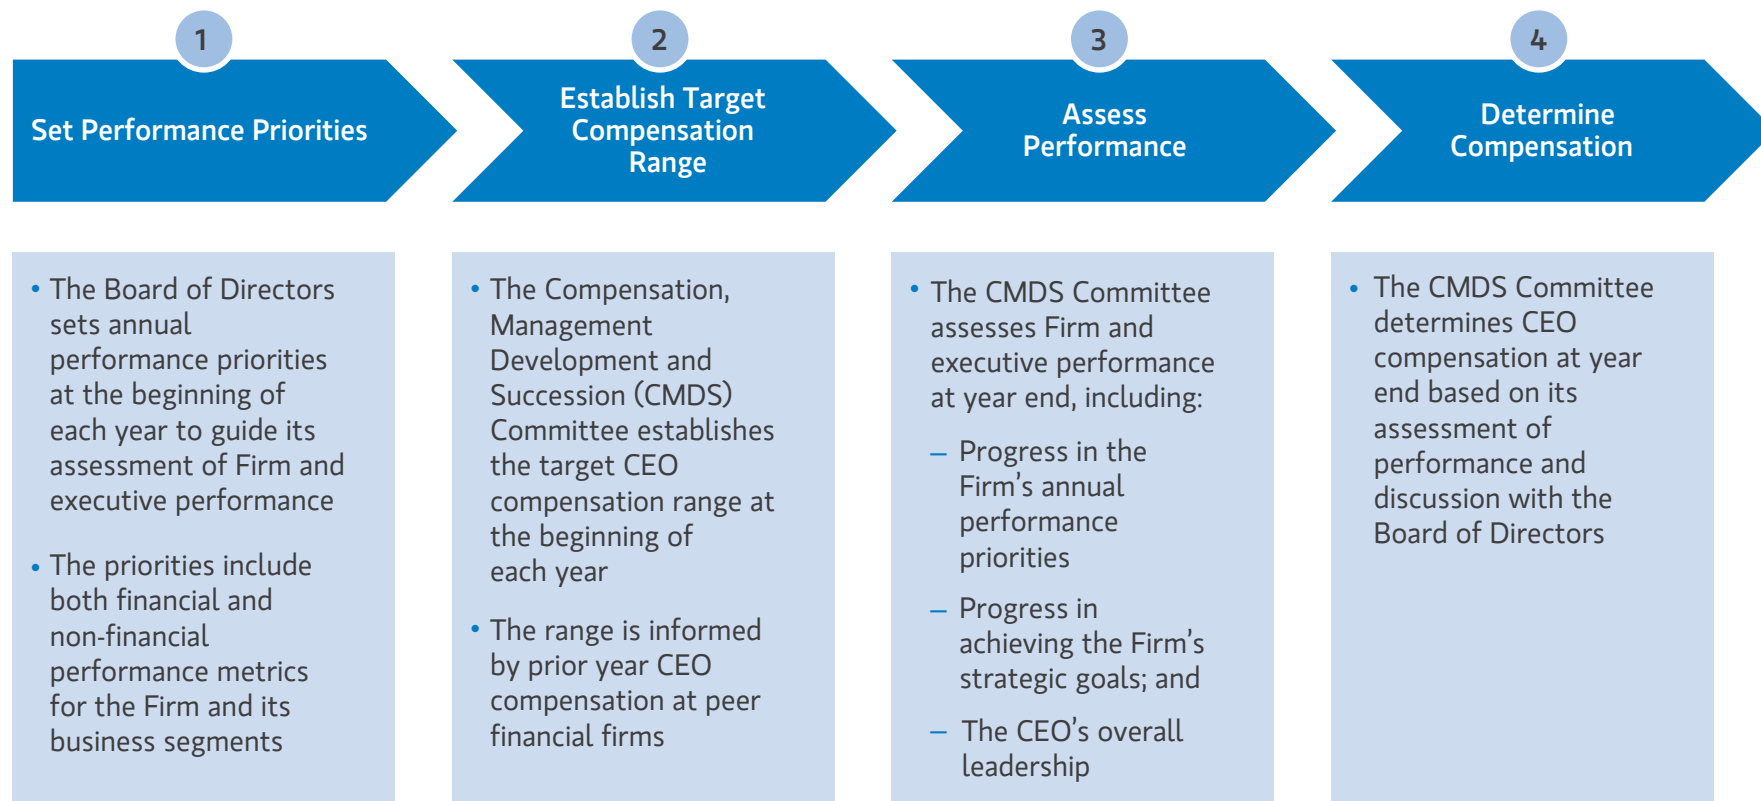 1
Set Performance Priorities
• The Board of Directors
sets annual
performance priorities
at the beginning of
each year to guide its
assessment of Firm and
executive performance
• The priorities include
both financial and
non-financial
performance metrics
for the Firm and its
business segments
2
Establish Target
Compensation
Range
• The Compensation,
Management
Development and
Succession (CMDS)
Committee establishes
the target CEO
compensation range at
the beginning of
each year
• The range is informed
by prior year CEO
compensation at peer
financial firms
3
Assess
Performance
• The CMDS Committee
assesses Firm and
executive performance
at year end, including:
– Progress in the
Firm’s annual
performance
priorities
– Progress in
achieving the Firm’s
strategic goals; and
– The CEO’s overall
leadership
4
Determine
Compensation
• The CMDS Committee
determines CEO
compensation at year
end based on its
assessment of
performance and
discussion with the
Board of Directors